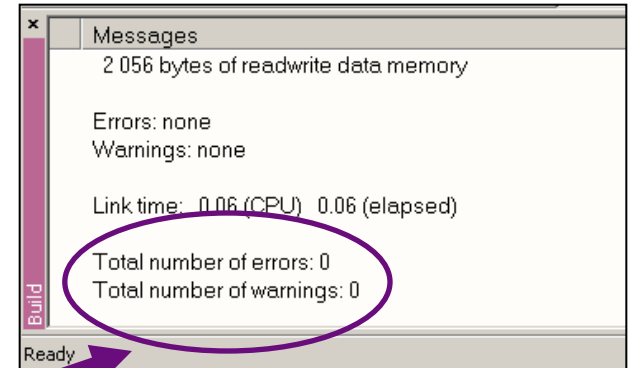 ×
Messages
2 056 bytes of readwrite data memory
Errors: none
Warnings: none
Link time: 0.06 (CPU) 0.06 (elapsed)
Total number of errors: 0
Total number of warnings: 0
Build
Ready